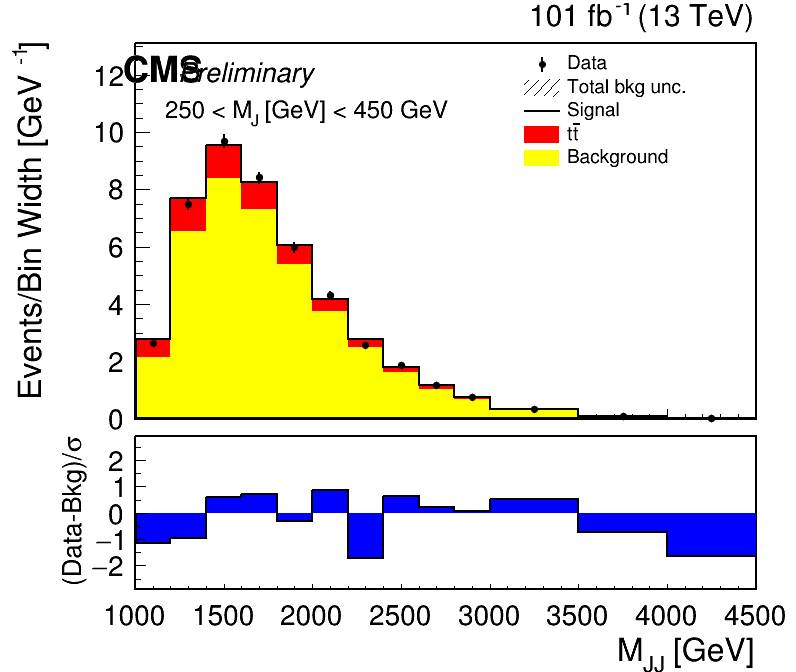 101 fb⁻¹ (13 TeV)
Events/Bin Width [GeV⁻¹]
CMS Preliminary
250 < M_J [GeV] < 450 GeV
Data
Total bkg unc.
Signal
tt̄
Background
12
10
8
6
4
2
0
(Data-Bkg)/σ
2
1
0
−1
−2
1000 1500 2000 2500 3000 3500 4000 4500
M_JJ [GeV]